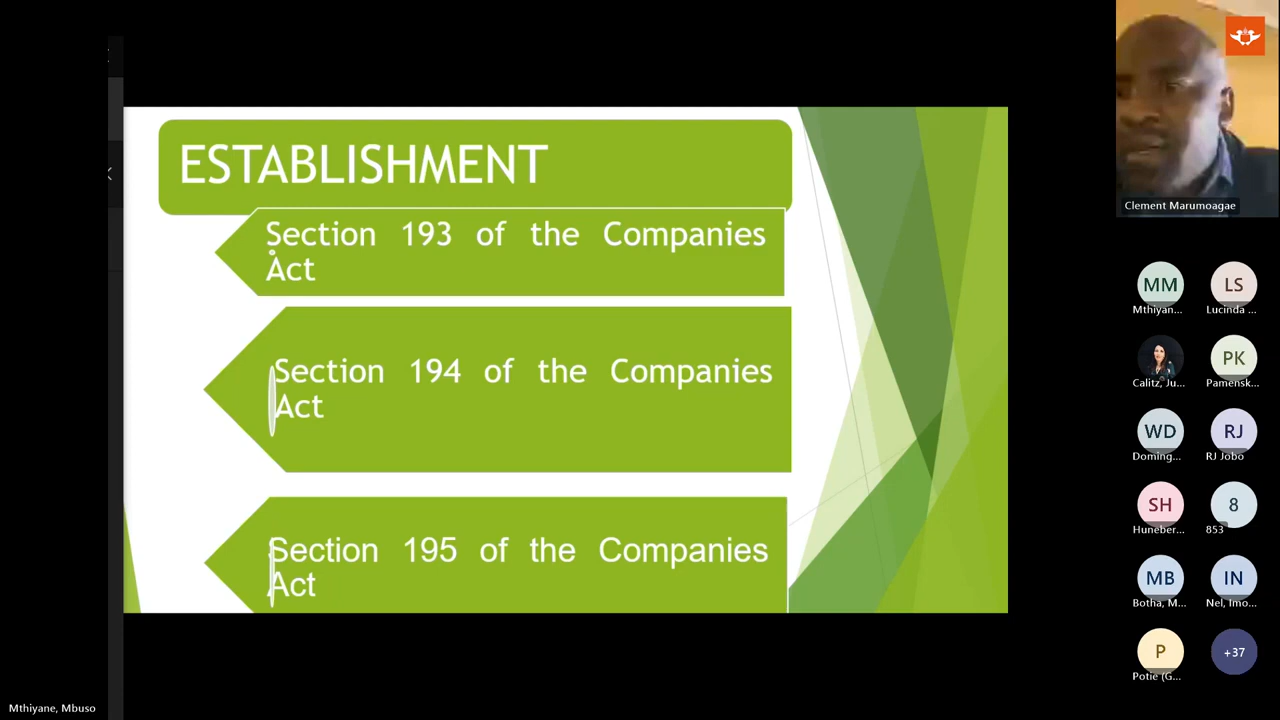 ESTABLISHMENT
Section 193 of the Companies
Act
Section 194 of the Companies
Act
Section 195 of the Companies
Act
Clement Marumoagae
MM
LS
Mthiyan...
Lucinda ...
PK
Calitz, Ju...
Pamensk...
WD
RJ
Doming...
RJ Jobo
SH
8
Huneber...
853
MB
IN
Botha, M...
Nel, Imo...
P
+37
Potie (G...
Mthiyane, Mbuso